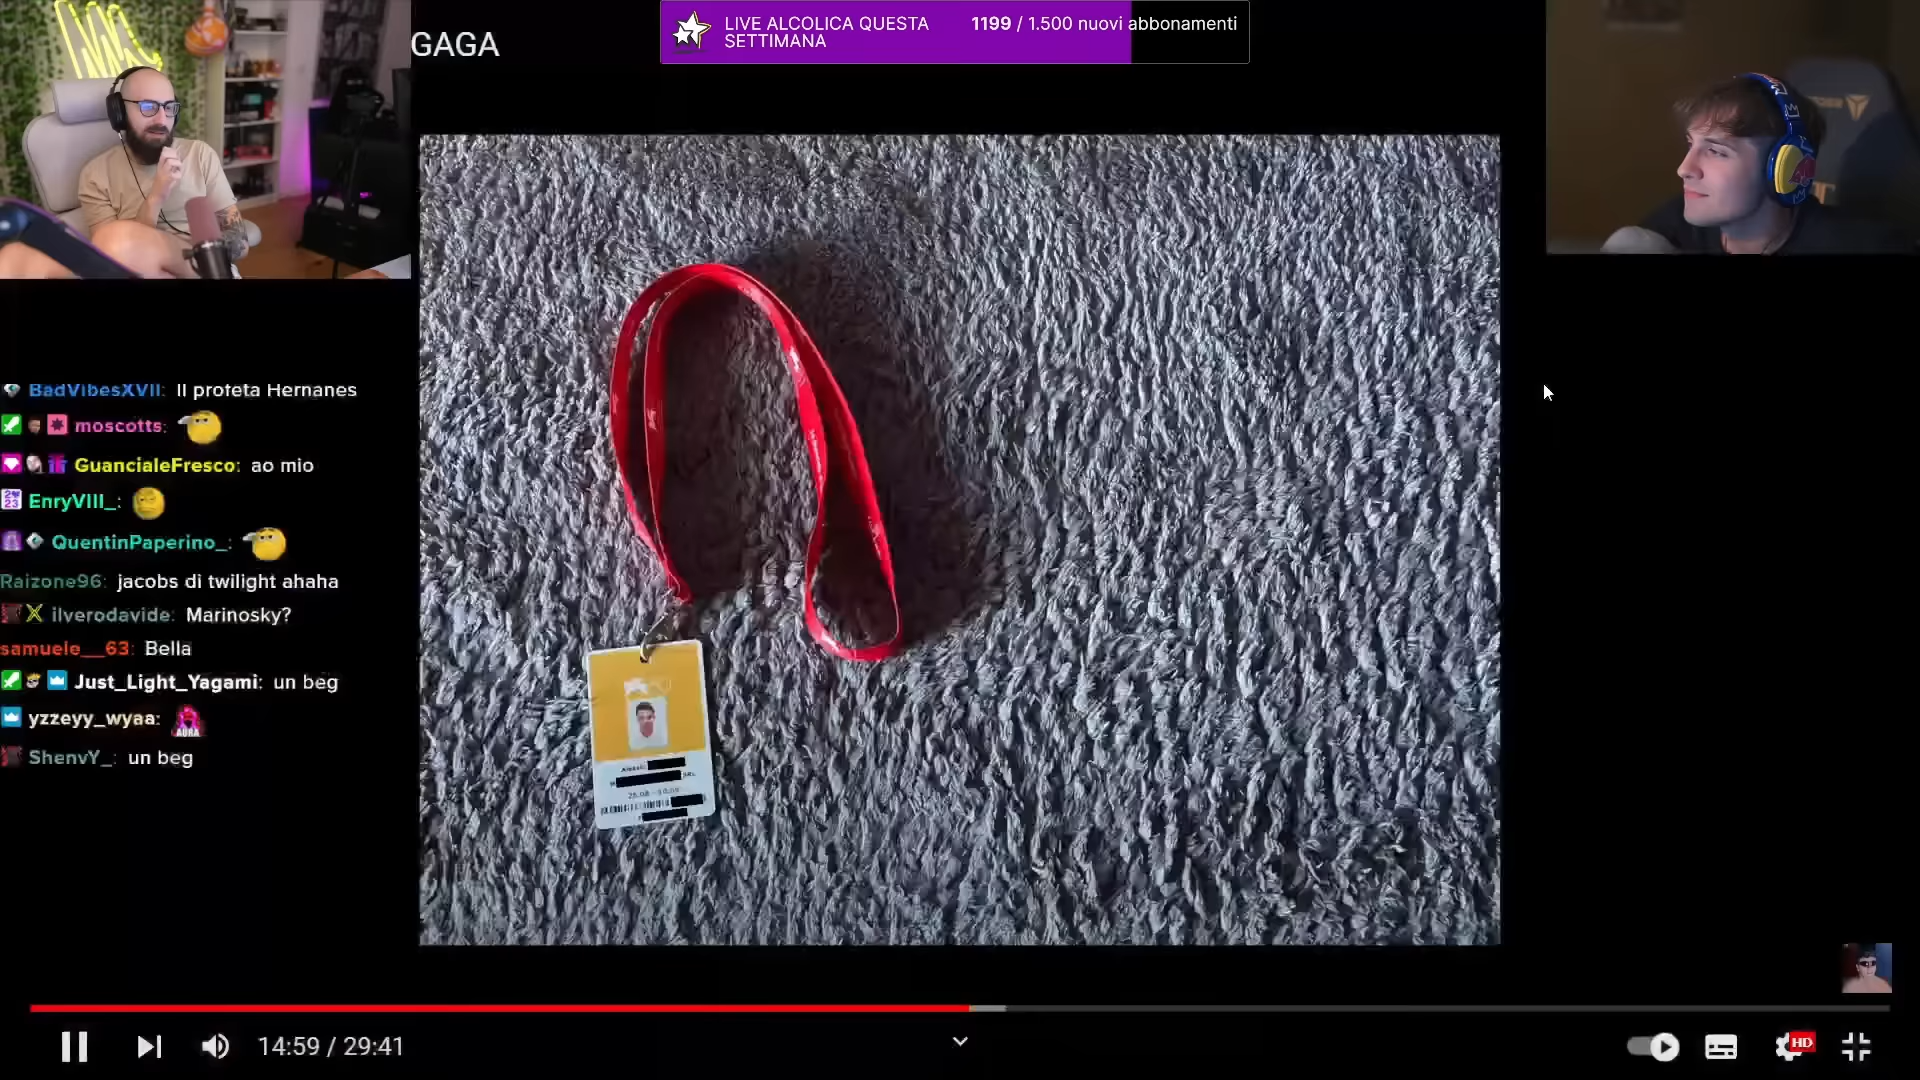 GAGA
LIVE ALCOLICA QUESTA
SETTIMANA
1199 / 1.500 nuovi abbonamenti
BadVibesXVII: Il profeta Hernanes
moscotts:
GuancialeFresco: ao mio
EnryVIII_:
QuentinPaperino_:
Raizone96: jacobs di twilight ahaha
ilverodavide: Marinosky?
samuele__63: Bella
Just_Light_Yagami: un beg
yzzeyy_wyaa:
AURA
ShenvY_: un beg
14:59 / 29:41
HD